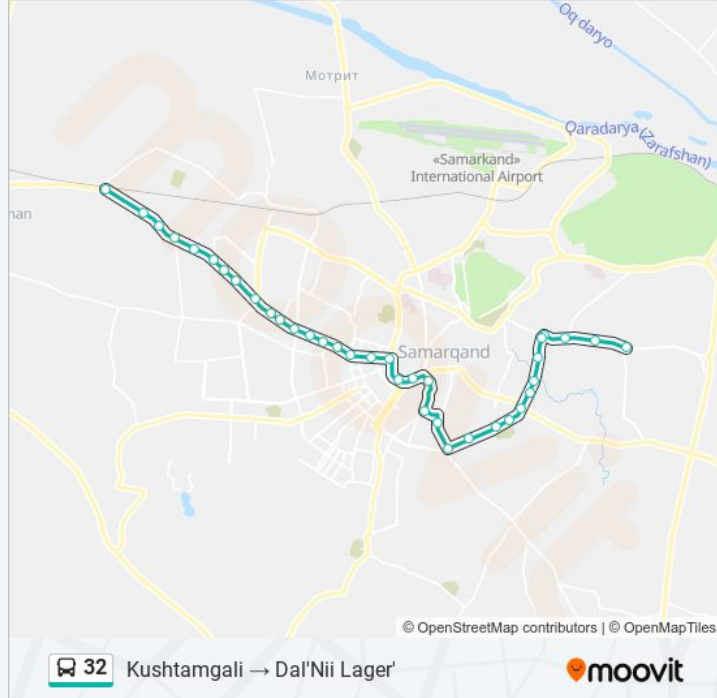 Oq daryo
Мотрит
Qaradarya (Zarafshan)
«Samarkand»
International Airport
han
Samarqand
© OpenStreetMap contributors | © OpenMapTiles
32 Kushtamgali → Dal'Nii Lager'
moovit